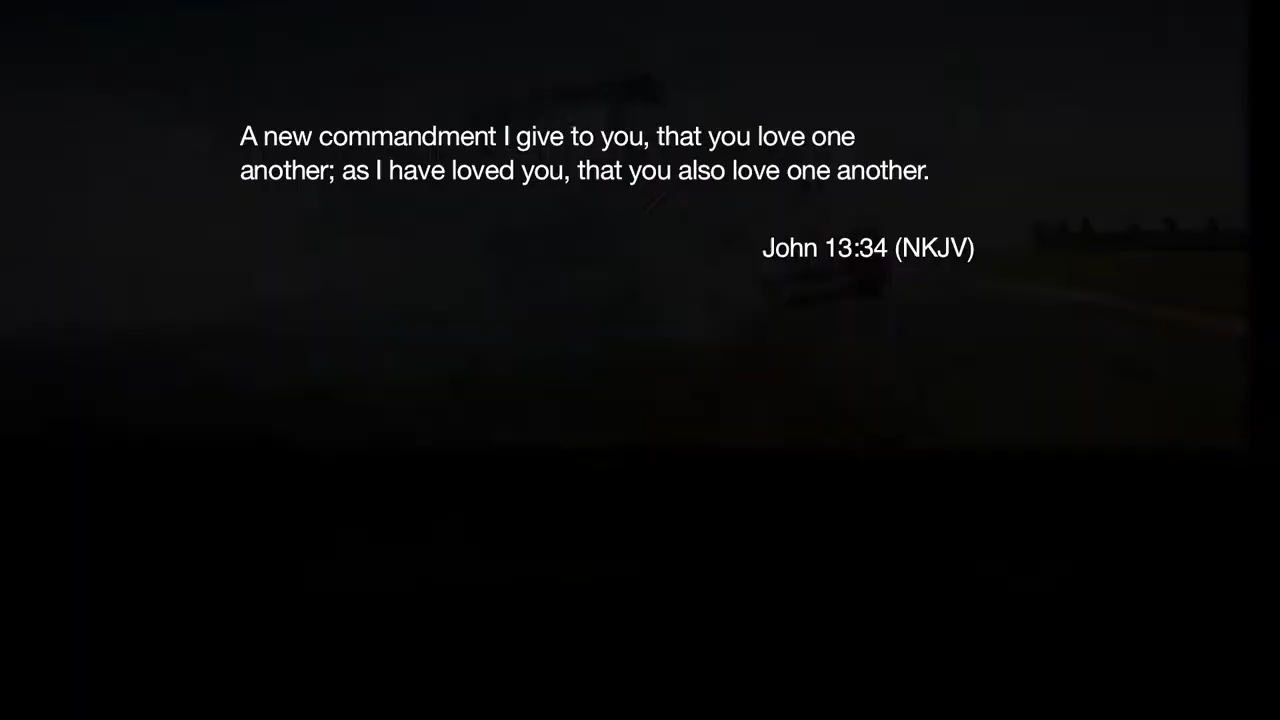 A new commandment I give to you, that you love one
another; as I have loved you, that you also love one another.
John 13:34 (NKJV)